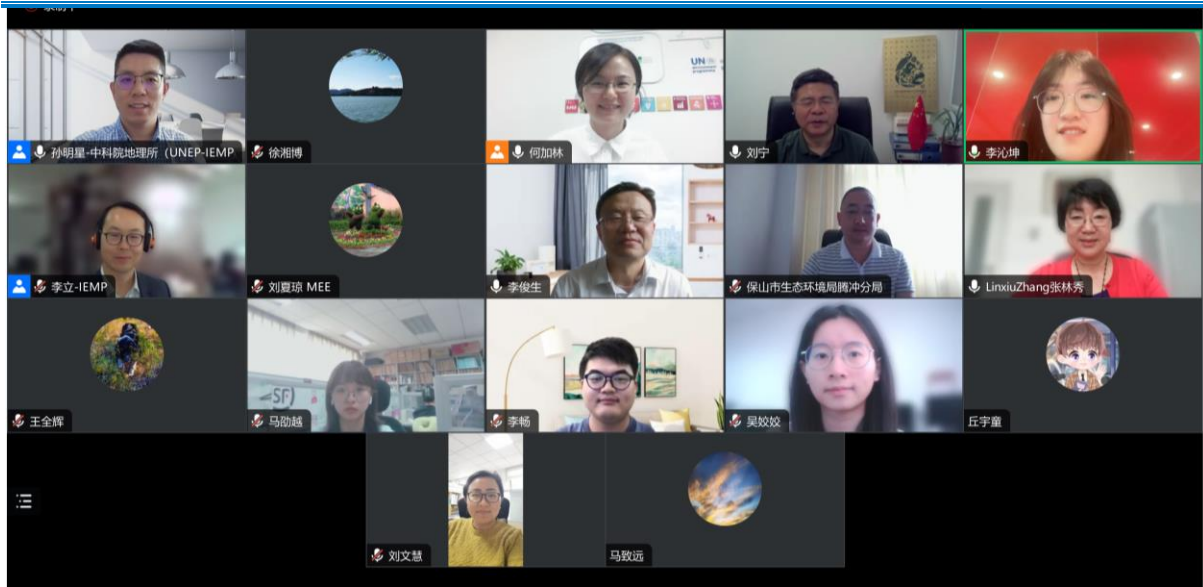 孙明星-中科院地理所（UNEP-IEMP
徐湘博
UN
何加林
刘宁
李沁坤
李立-IEMP
刘夏琼 MEE
李俊生
保山市生态环境局腾冲分局
LinxiuZhang张林秀
王全辉
SF
马劭越
李畅
吴姣姣
丘宇童
刘文慧
马致远